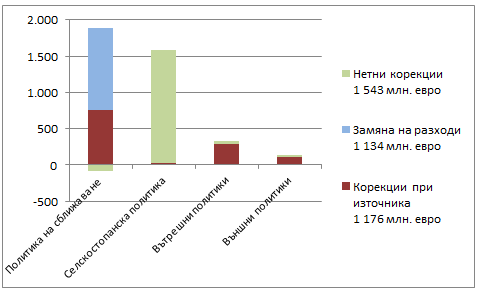 2.000
1.500
1.000
500
0
-500
Политика на сближаване
Селскостопанска политика
Вътрешни политики
Външни политики
Нетни корекции
1 543 млн. евро
Замяна на разходи
1 134 млн. евро
Корекции при
източника
1 176 млн. евро